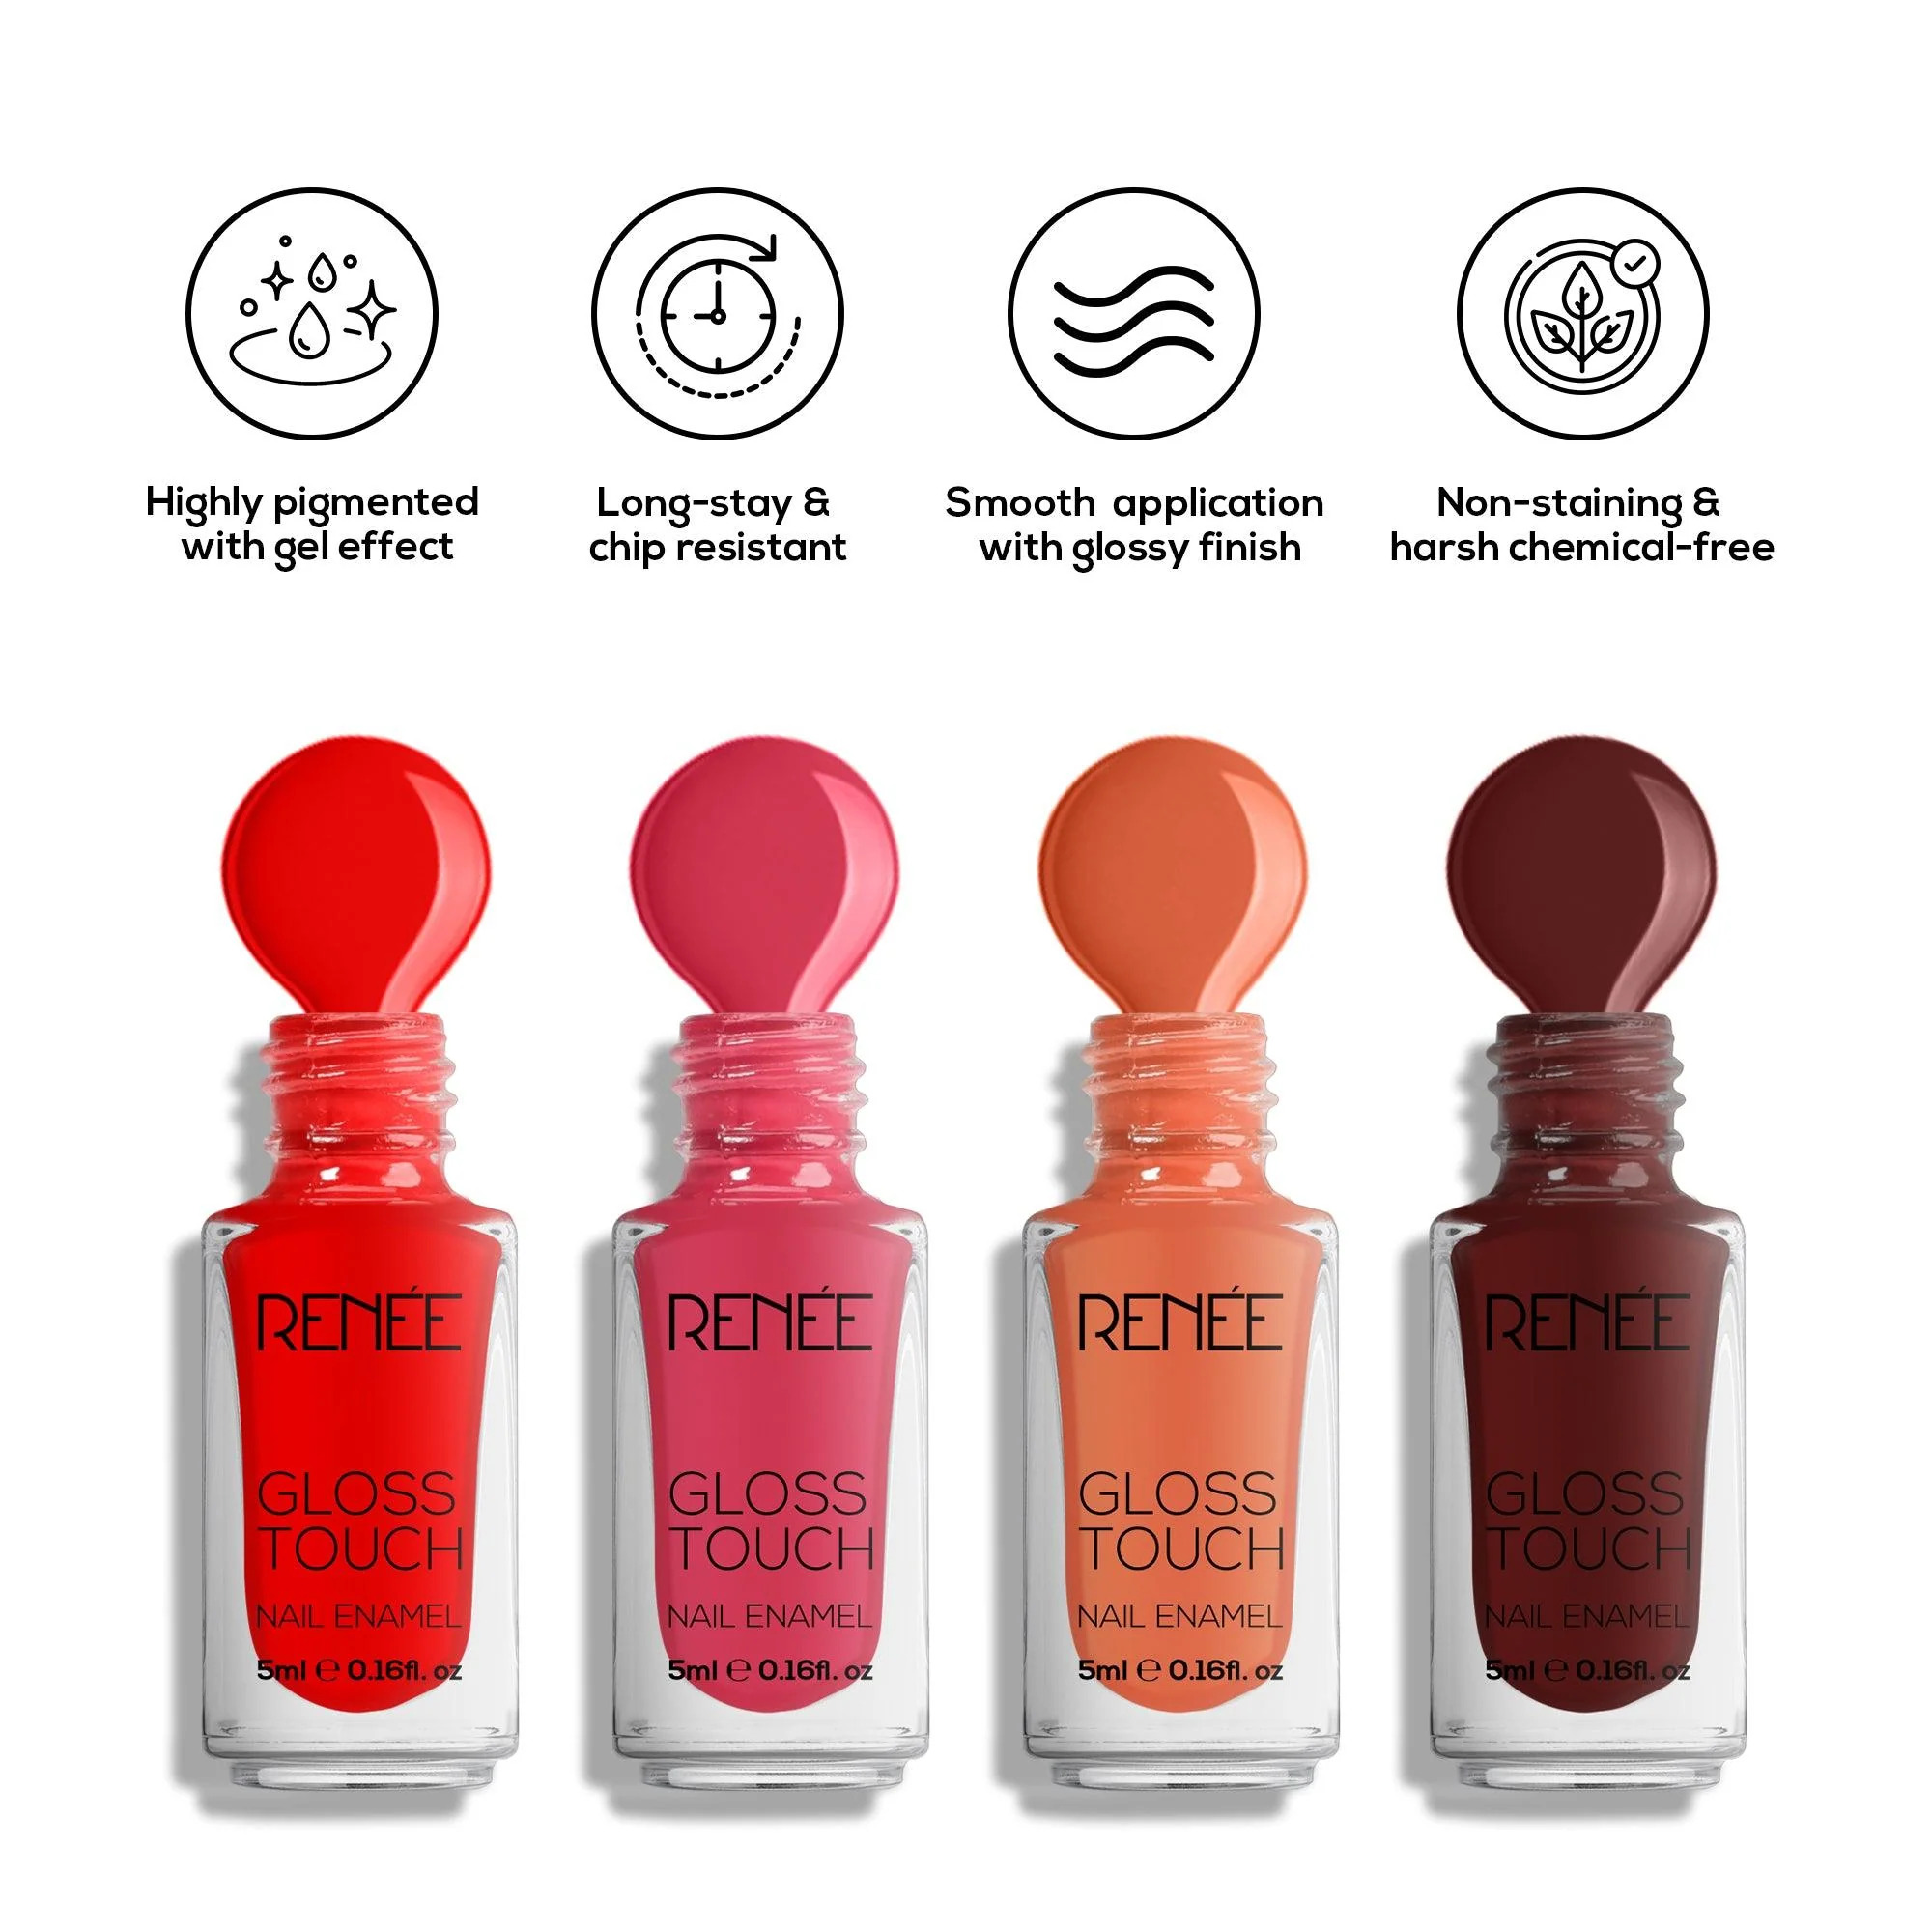 Highly pigmented
with gel effect
Long-stay &
chip resistant
Smooth application
with glossy finish
Non-staining &
harsh chemical-free
RENÉE
GLOSS
TOUCH
NAIL ENAMEL
5ml ℮ 0.16fl. oz
RENÉE
GLOSS
TOUCH
NAIL ENAMEL
5ml ℮ 0.16fl. oz
RENÉE
GLOSS
TOUCH
NAIL ENAMEL
5ml ℮ 0.16fl. oz
RENÉE
GLOSS
TOUCH
NAIL ENAMEL
5ml ℮ 0.16fl. oz